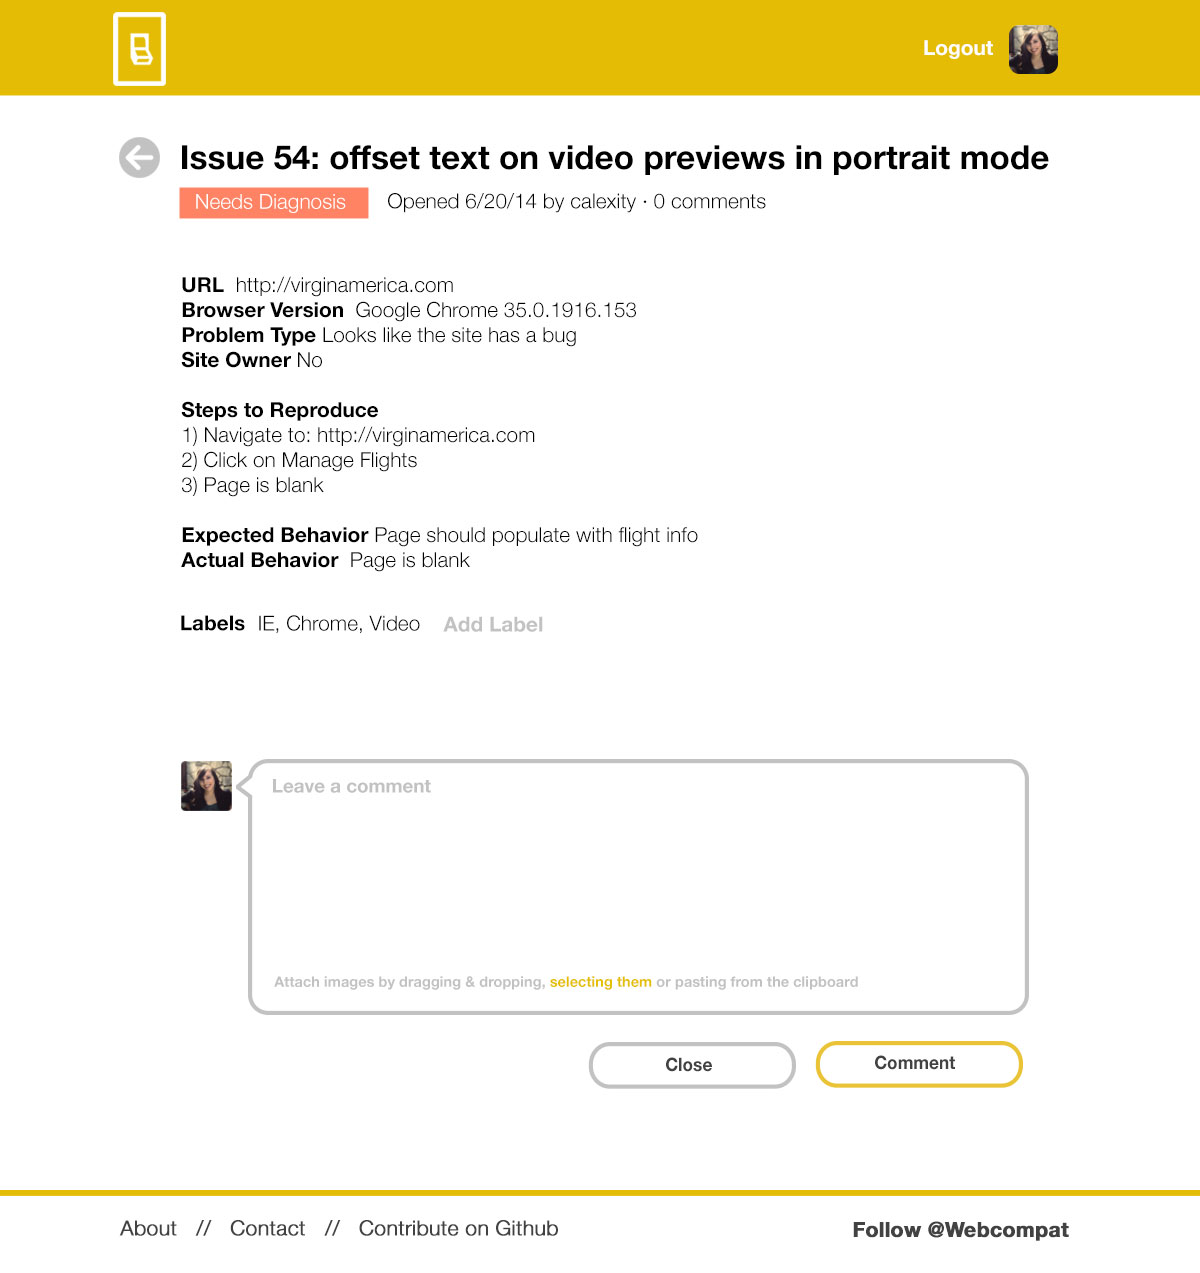 Logout
Issue 54: offset text on video previews in portrait mode
Needs Diagnosis Opened 6/20/14 by calexity · 0 comments
URL http://virginamerica.com
Browser Version Google Chrome 35.0.1916.153
Problem Type Looks like the site has a bug
Site Owner No
Steps to Reproduce
1) Navigate to: http://virginamerica.com
2) Click on Manage Flights
3) Page is blank
Expected Behavior Page should populate with flight info
Actual Behavior Page is blank
Labels IE, Chrome, Video Add Label
Leave a comment
Attach images by dragging & dropping, selecting them or pasting from the clipboard
Close Comment
About // Contact // Contribute on Github Follow @Webcompat